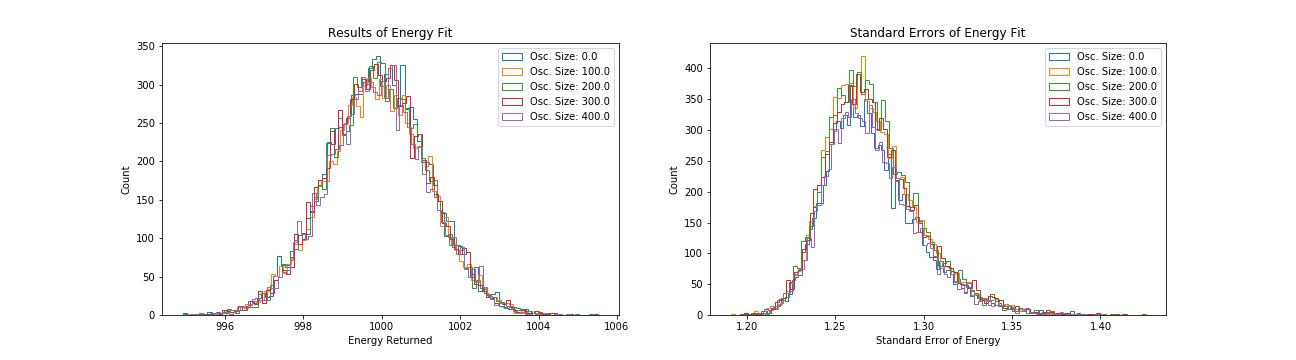 Results of Energy Fit
Count
350
300
250
200
150
100
50
0
996
998
1000
1002
1004
1006
Energy Returned
Osc. Size: 0.0
Osc. Size: 100.0
Osc. Size: 200.0
Osc. Size: 300.0
Osc. Size: 400.0
Standard Errors of Energy Fit
Count
400
350
300
250
200
150
100
50
0
1.20
1.25
1.30
1.35
1.40
Standard Error of Energy
Osc. Size: 0.0
Osc. Size: 100.0
Osc. Size: 200.0
Osc. Size: 300.0
Osc. Size: 400.0